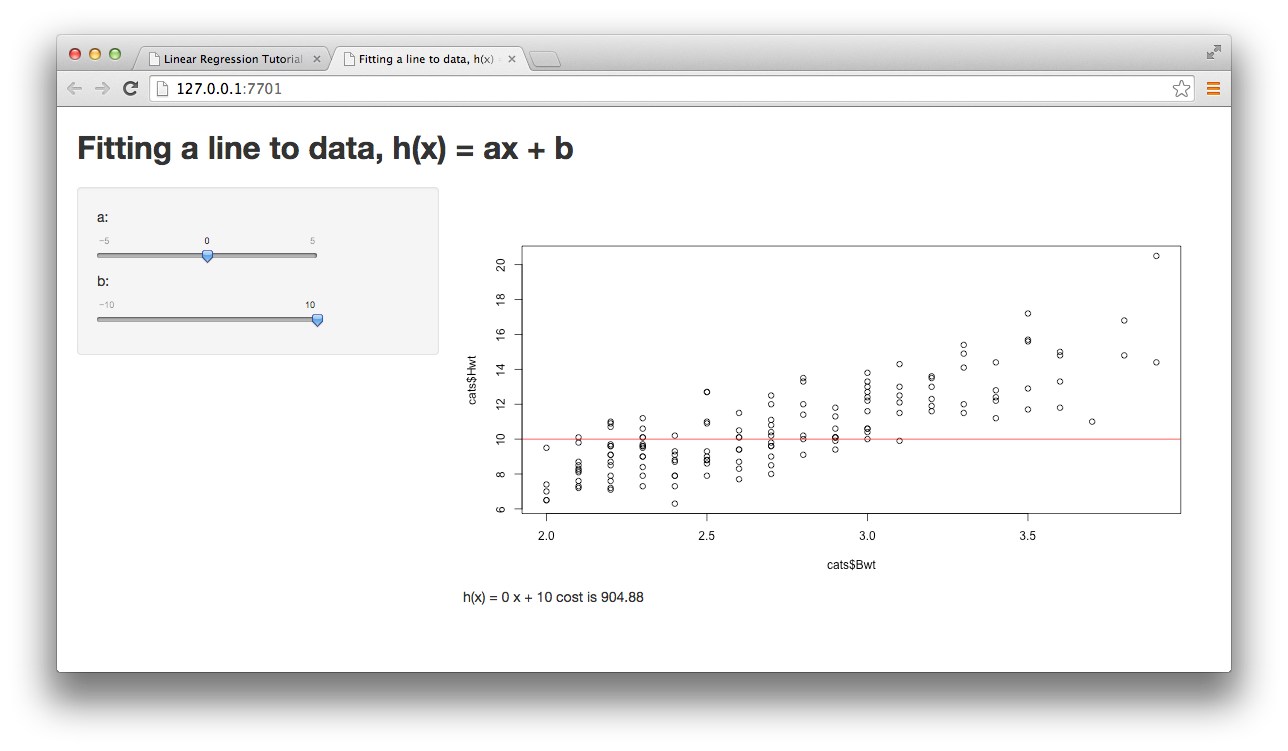 Linear Regression Tutorial
Fitting a line to data, h(x)
127.0.0.1:7701
Fitting a line to data, h(x) = ax + b
a:
−5 0 5
b:
−10 10
20
18
16
14
12
10
8
6
cats$Hwt
2.0 2.5 3.0 3.5
cats$Bwt
h(x) = 0 x + 10 cost is 904.88